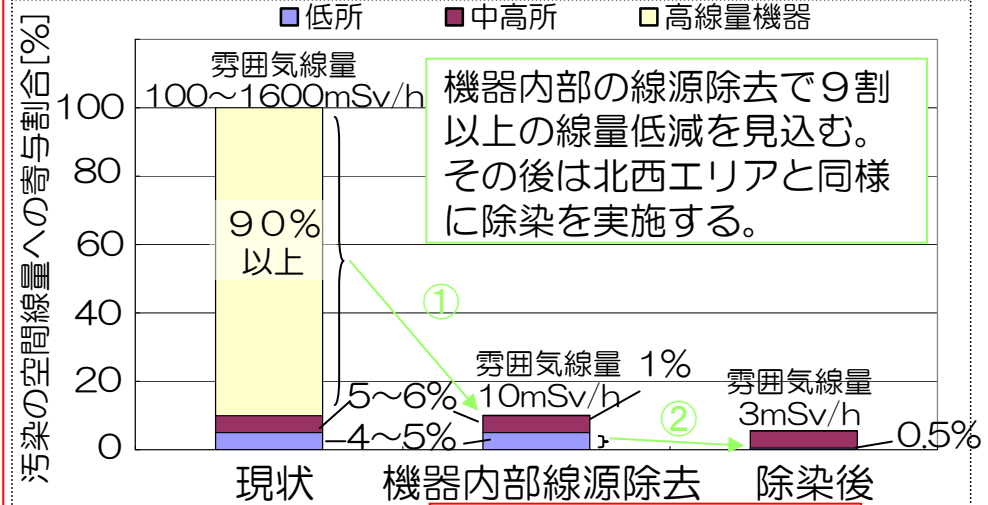 低所 中高所 高線量機器
汚染の空間線量への寄与割合[%]
100
80
60
40
20
0
雰囲気線量
100～1600mSv/h
機器内部の線源除去で９割
以上の線量低減を見込む。
その後は北西エリアと同様
に除染を実施する。
９０%
以上
①
5～6%
4～5%
雰囲気線量 1%
10mSv/h
②
雰囲気線量
3mSv/h
0.5%
現状 機器内部線源除去 除染後